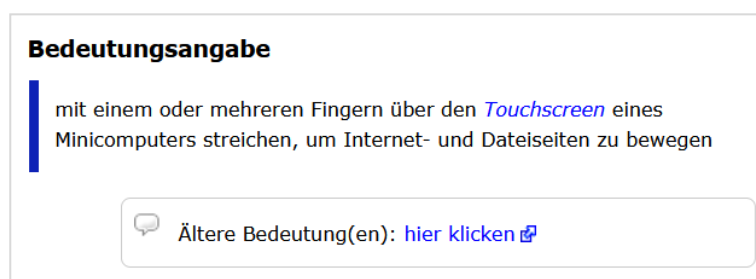 Bedeutungsangabe
mit einem oder mehreren Fingern über den Touchscreen eines
Minicomputers streichen, um Internet- und Dateiseiten zu bewegen
Ältere Bedeutung(en): hier klicken